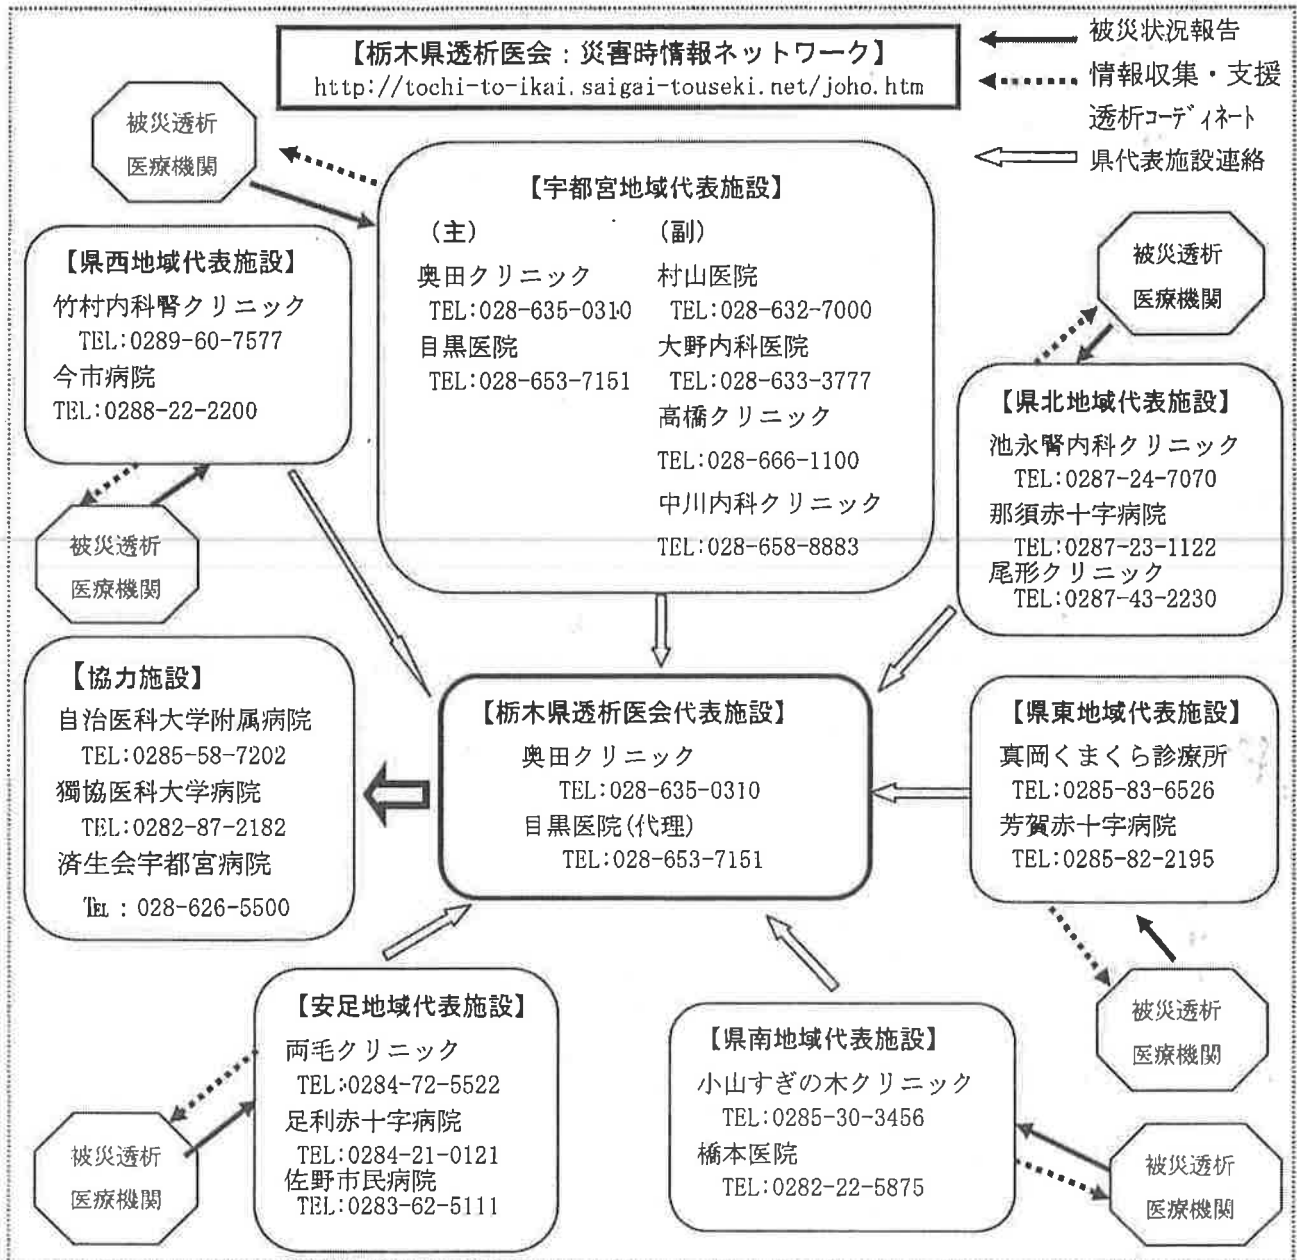 【栃木県透析医会：災害時情報ネットワーク】
http://tochi-to-ikai.saigai-touseki.net/joho.htm
被災状況報告
情報収集・支援
透析コーディネート
県代表施設連絡
被災透析
医療機関
【宇都宮地域代表施設】
（主）
奥田クリニック
TEL:028-635-0310
目黒医院
TEL:028-653-7151
（副）
村山医院
TEL:028-632-7000
大野内科医院
TEL:028-633-3777
高橋クリニック
TEL:028-666-1100
中川内科クリニック
TEL:028-658-8883
【県西地域代表施設】
竹村内科腎クリニック
TEL:0289-60-7577
今市病院
TEL:0288-22-2200
被災透析
医療機関
被災透析
医療機関
【県北地域代表施設】
池永腎内科クリニック
TEL:0287-24-7070
那須赤十字病院
TEL:0287-23-1122
尾形クリニック
TEL:0287-43-2230
【協力施設】
自治医科大学附属病院
TEL:0285-58-7202
獨協医科大学病院
TEL:0282-87-2182
済生会宇都宮病院
TEL：028-626-5500
【栃木県透析医会代表施設】
奥田クリニック
TEL:028-635-0310
目黒医院(代理)
TEL:028-653-7151
【県東地域代表施設】
真岡くまくら診療所
TEL:0285-83-6526
芳賀赤十字病院
TEL:0285-82-2195
被災透析
医療機関
【安足地域代表施設】
両毛クリニック
TEL:0284-72-5522
足利赤十字病院
TEL:0284-21-0121
佐野市民病院
TEL:0283-62-5111
被災透析
医療機関
【県南地域代表施設】
小山すぎの木クリニック
TEL:0285-30-3456
橋本医院
TEL:0282-22-5875
被災透析
医療機関